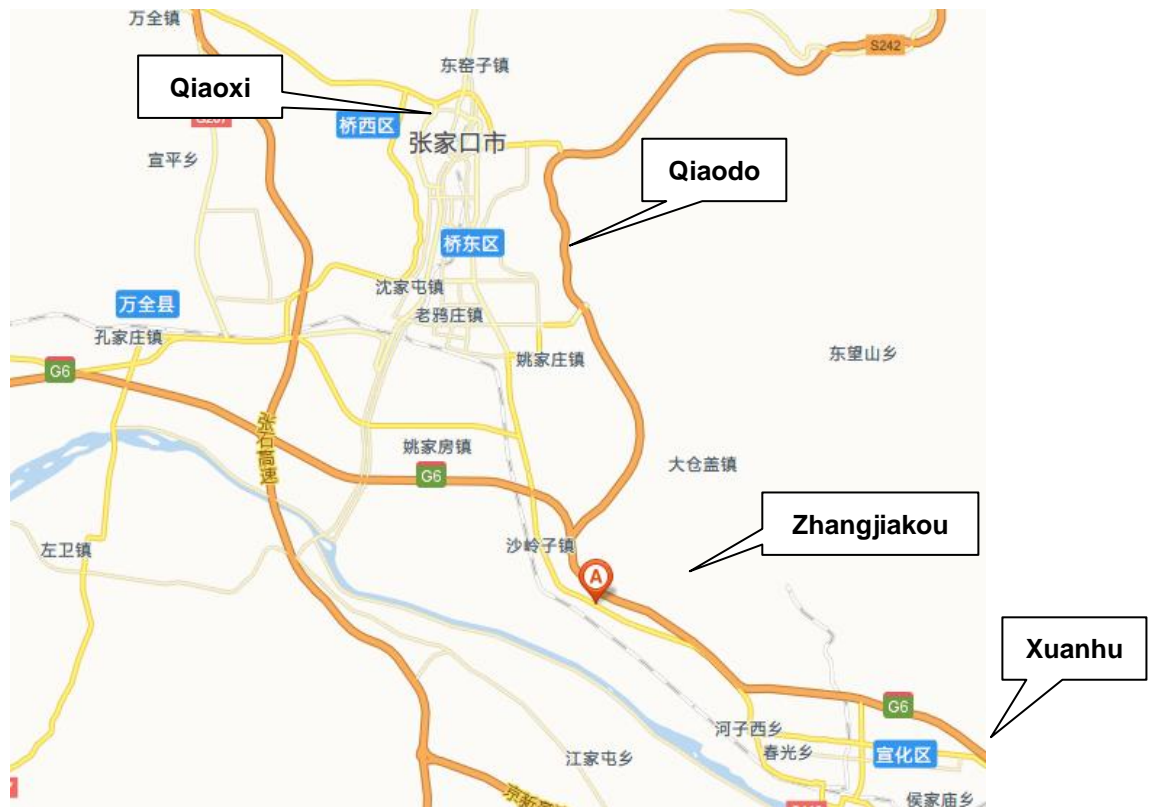 万全镇
S242
东窑子镇
Qiaoxi
桥西区
张家口市
宣平乡
Qiaodo
桥东区
沈家屯镇
万全县
老鸦庄镇
孔家庄镇
东望山乡
姚家庄镇
G6
张石高速
姚家房镇
大仓盖镇
G6
Zhangjiakou
沙岭子镇
左卫镇
A
Xuanhu
G6
河子西乡
春光乡
宣化区
江家屯乡
侯家庙乡